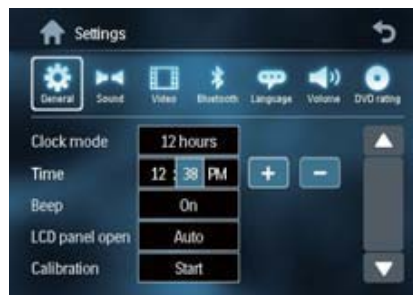 Settings
General Sound Video Bluetooth Language Volume DVD rating
Clock mode 12 hours
Time 12 : 38 PM + -
Beep On
LCD panel open Auto
Calibration Start